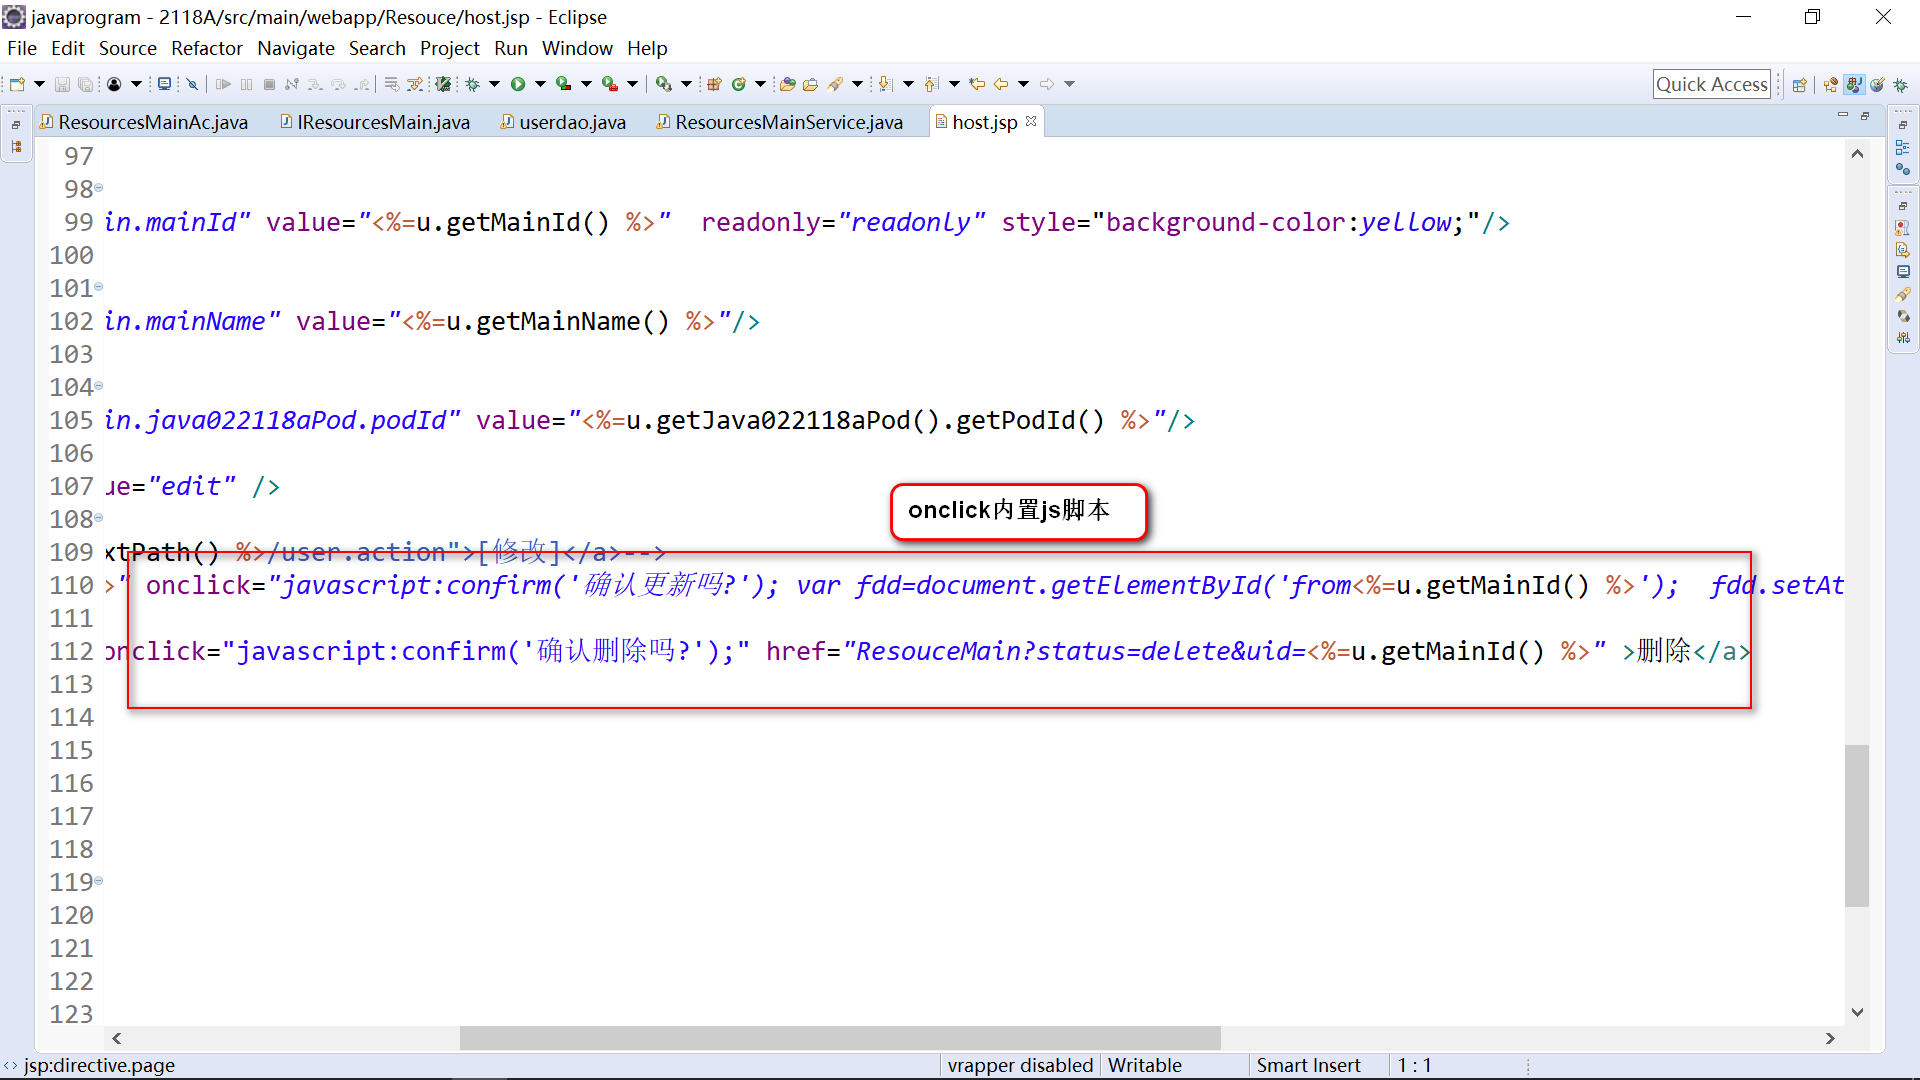 javaprogram - 2118A/src/main/webapp/Resouce/host.jsp - Eclipse
File Edit Source Refactor Navigate Search Project Run Window Help
Quick Access
ResourcesMainAc.java IResourcesMain.java userdao.java ResourcesMainService.java host.jsp
97
98
99 in.mainId" value="<%=u.getMainId() %>"  readonly="readonly" style="background-color:yellow;"/>
100
101
102 in.mainName" value="<%=u.getMainName() %>"/>
103
104
105 in.java022118aPod.podId" value="<%=u.getJava022118aPod().getPodId() %>"/>
106
107 ue="edit" />
onclick内置js脚本
108
109 xtPath() %>/user.action">[修改]</a>-->
110 >" onclick="javascript:confirm('确认更新吗?'); var fdd=document.getElementById('from<%=u.getMainId() %>');  fdd.setAt
111
112 onclick="javascript:confirm('确认删除吗?');" href="ResouceMain?status=delete&uid=<%=u.getMainId() %>" >删除</a>
113
114
115
116
117
118
119
120
121
122
123
jsp:directive.page vrapper disabled Writable Smart Insert 1 : 1